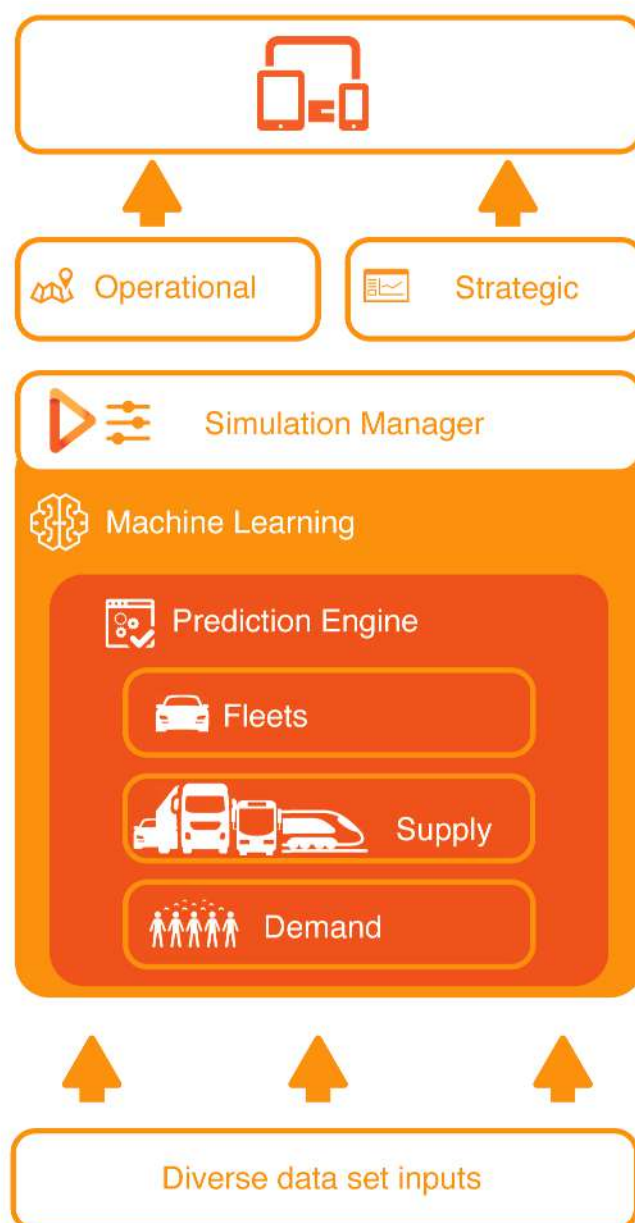 Operational
Strategic
Simulation Manager
Machine Learning
Prediction Engine
Fleets
Supply
Demand
Diverse data set inputs